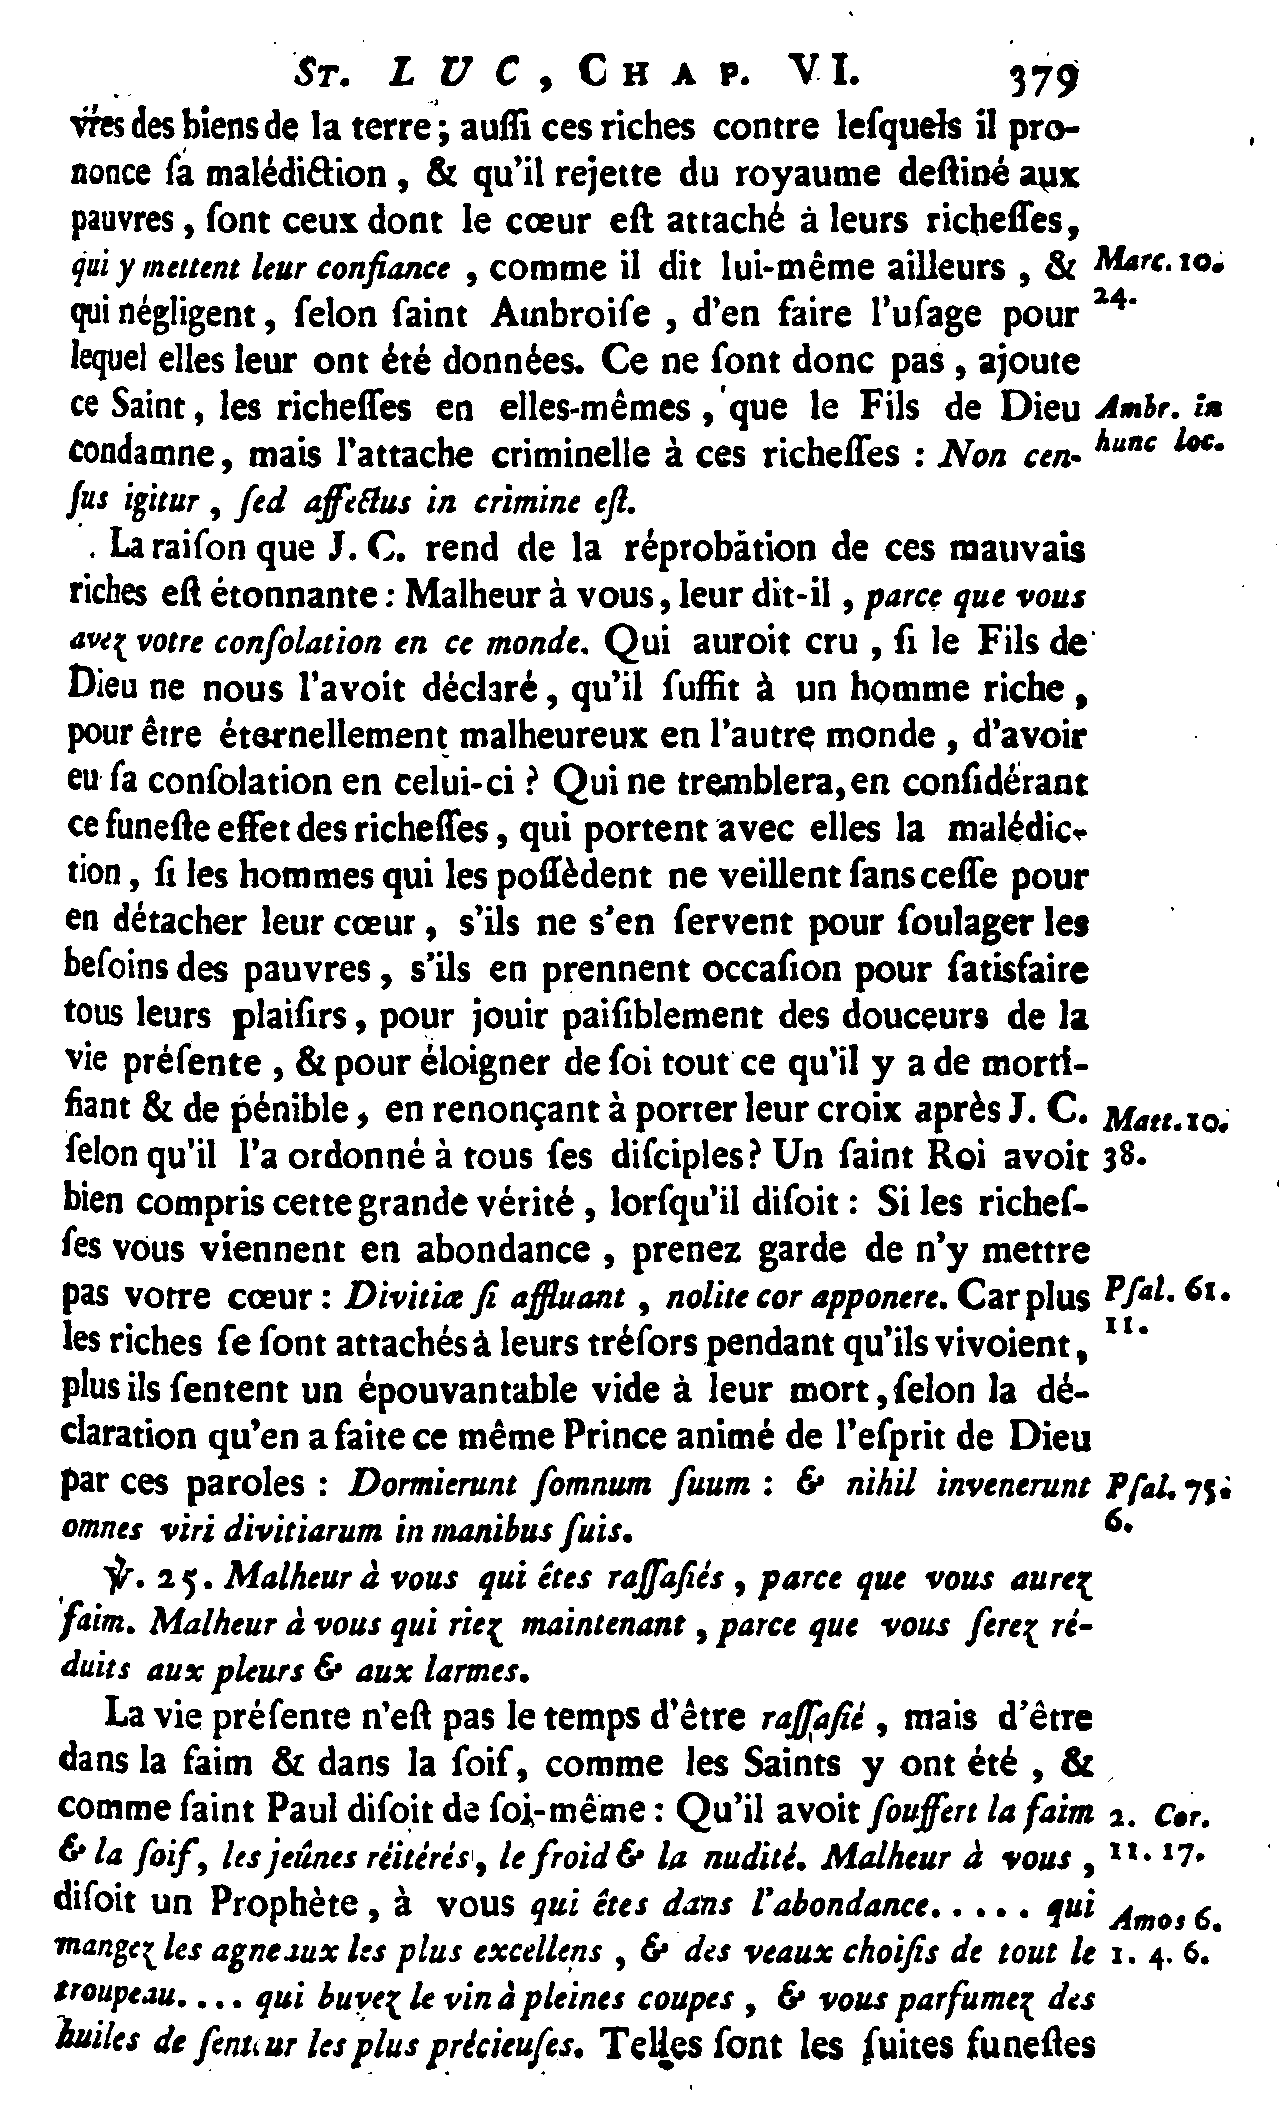 ST. LUC, CHAP. VI. 379
vres des biens de la terre ; auſſi ces riches contre leſquels il pro-
nonce ſa malédiction , & qu'il rejette du royaume deſtiné aux
pauvres , ſont ceux dont le cœur eſt attaché à leurs richeſſes,
qui y mettent leur confiance , comme il dit lui-même ailleurs , & Marc. 10.
qui négligent , ſelon ſaint Ambroiſe , d'en faire l'uſage pour 24.
lequel elles leur ont été données. Ce ne ſont donc pas , ajoute
ce Saint , les richeſſes en elles-mêmes , que le Fils de Dieu Ambr. in
condamne, mais l'attache criminelle à ces richeſſes : Non cen- hunc loc.
ſus igitur , ſed affectus in crimine eſt.
La raiſon que J. C. rend de la réprobation de ces mauvais
riches eſt étonnante : Malheur à vous, leur dit-il , parce que vous
avez votre conſolation en ce monde. Qui auroit cru , ſi le Fils de
Dieu ne nous l'avoit déclaré, qu'il ſuffit à un homme riche ,
pour être éternellement malheureux en l'autre monde , d'avoir
eu ſa conſolation en celui-ci ? Qui ne tremblera, en conſidérant
ce funeſte effet des richeſſes , qui portent avec elles la malédic-
tion , ſi les hommes qui les poſſèdent ne veillent ſans ceſſe pour
en détacher leur cœur , s'ils ne s'en ſervent pour ſoulager les
beſoins des pauvres , s'ils en prennent occaſion pour ſatisfaire
tous leurs plaiſirs , pour jouir paiſiblement des douceurs de la
vie préſente , & pour éloigner de ſoi tout ce qu'il y a de morti-
fiant & de pénible , en renonçant à porter leur croix après J. C. Matt. 10.
ſelon qu'il l'a ordonné à tous ſes diſciples? Un ſaint Roi avoit 38.
bien compris cette grande vérité , lorſqu'il diſoit : Si les richeſ-
ſes vous viennent en abondance , prenez garde de n'y mettre
pas votre cœur : Divitiæ ſi affluant , nolite cor apponere. Car plus Pſal. 61.
les riches ſe ſont attachés à leurs tréſors pendant qu'ils vivoient , 11.
plus ils ſentent un épouvantable vide à leur mort , ſelon la dé-
claration qu'en a faite ce même Prince animé de l'eſprit de Dieu
par ces paroles : Dormierunt ſomnum ſuum : & nihil invenerunt Pſal. 75.
omnes viri divitiarum in manibus ſuis. 6.
℣. 25. Malheur à vous qui êtes raſſaſiés , parce que vous aurez
faim. Malheur à vous qui riez maintenant , parce que vous ſerez ré-
duits aux pleurs & aux larmes.
La vie préſente n'eſt pas le temps d'être raſſaſié , mais d'être
dans la faim & dans la ſoif , comme les Saints y ont été , &
comme ſaint Paul diſoit de ſoi-même : Qu'il avoit ſouffert la faim 2. Cor.
& la ſoif, les jeûnes réitérés , le froid & la nudité. Malheur à vous , 11. 17.
diſoit un Prophète , à vous qui êtes dans l'abondance..... qui Amos 6.
mangez les agneaux les plus excellens , & des veaux choiſis de tout le 1. 4. 6.
troupeau.... qui buvez le vin à pleines coupes , & vous parfumez des
huiles de ſenteur les plus précieuſes. Telles ſont les ſuites funeſtes